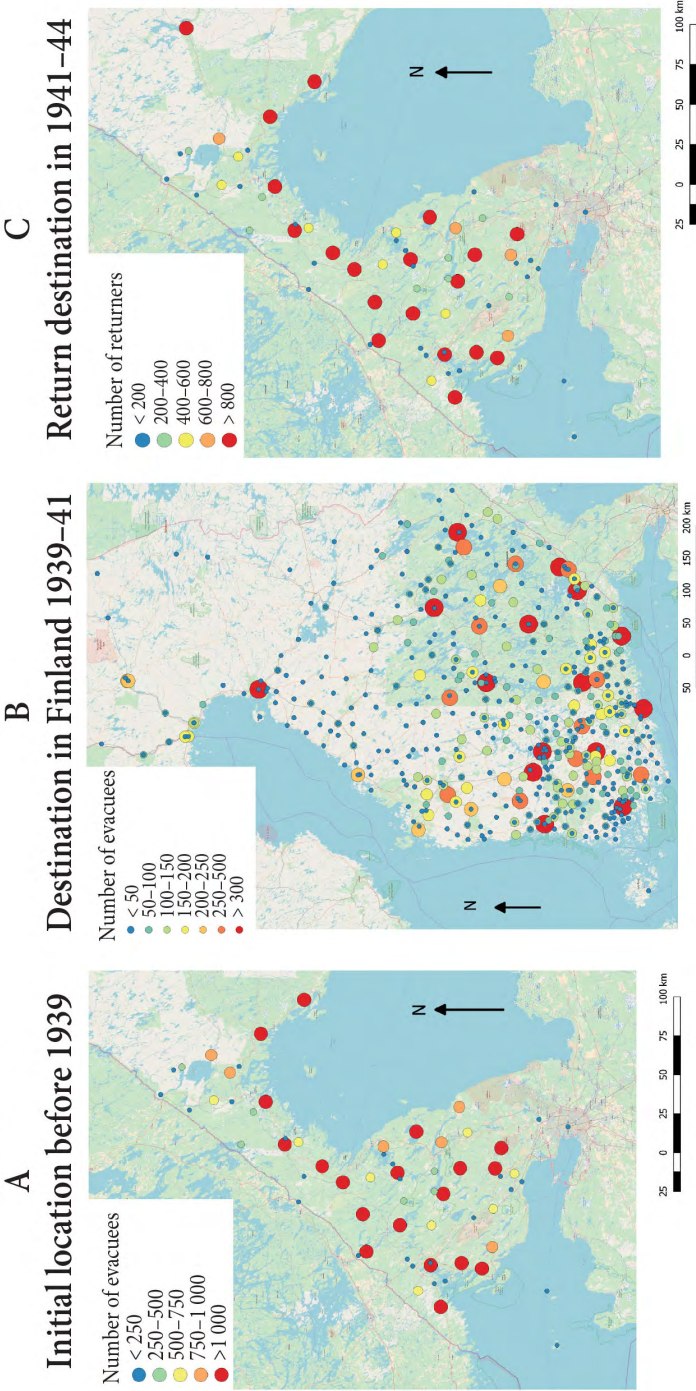 A
Initial location before 1939
Number of evacuees
< 250
250–500
500–750
750–1 000
>1 000
N
25
0
25
50
75
100 km
B
Destination in Finland 1939–41
Number of evacuees
< 50
50–100
100–150
150–200
200–250
250–500
> 300
N
50
0
50
100
150
200 km
C
Return destination in 1941–44
Number of returners
< 200
200–400
400–600
600–800
> 800
N
25
0
25
50
75
100 km